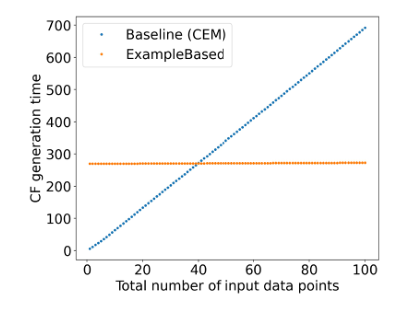 Baseline (CEM)
ExampleBased
CF generation time
700
600
500
400
300
200
100
0
0 20 40 60 80 100
Total number of input data points